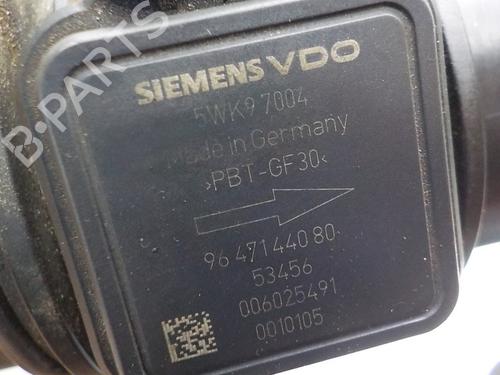 SIEMENS VDO
5WK9 7004
Made in Germany
>PBT-GF30<
96 471 440 80
53456
006025491
0010105
B-PARTS